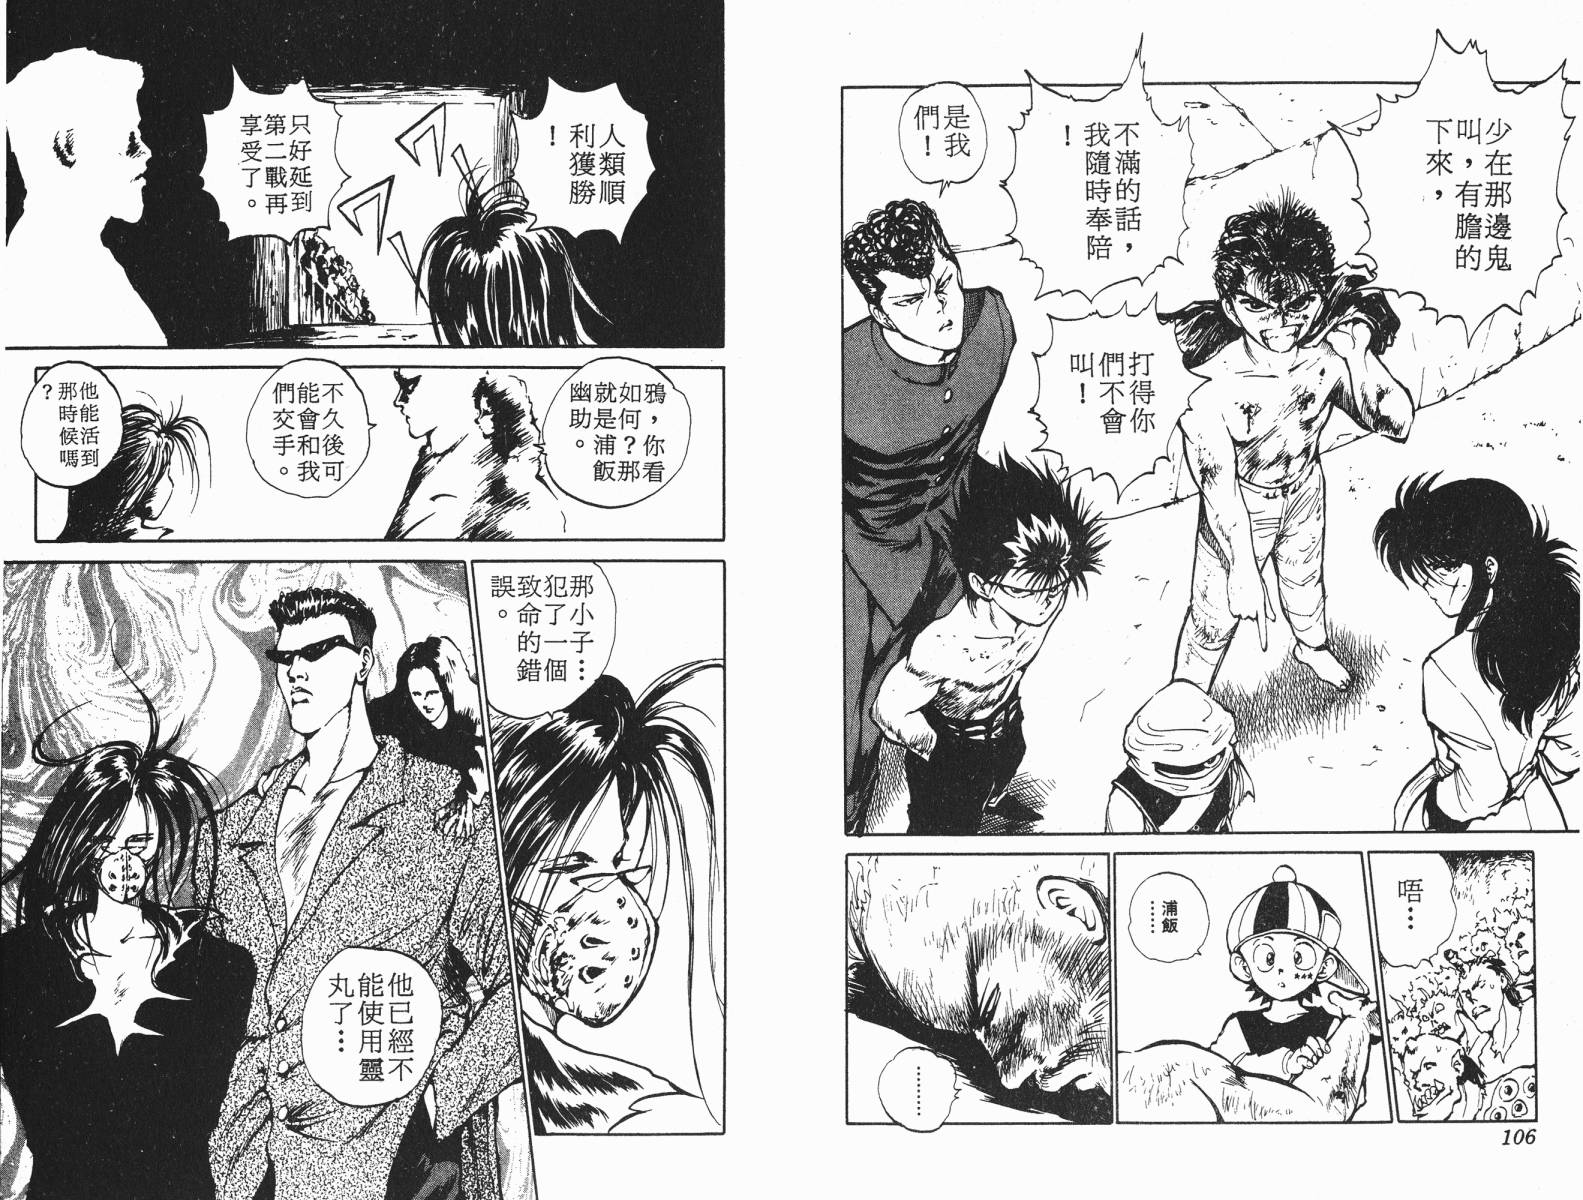 少在那邊鬼
叫，有膽的
下來，
不滿的話，
我隨時奉陪
！
打得你
們不會
叫！
是我
們！
唔…
浦飯
……
………
106
人類順
利獲勝
！
只好延到
第二戰再
享受了。
鴉，你看
如何？那
就是浦飯
幽助。
不久後可
能會和我
們交手。
他能活到
那時候嗎
？
那小子…
犯了一個
致命的錯
誤。
他已經不
能使用靈
丸了…